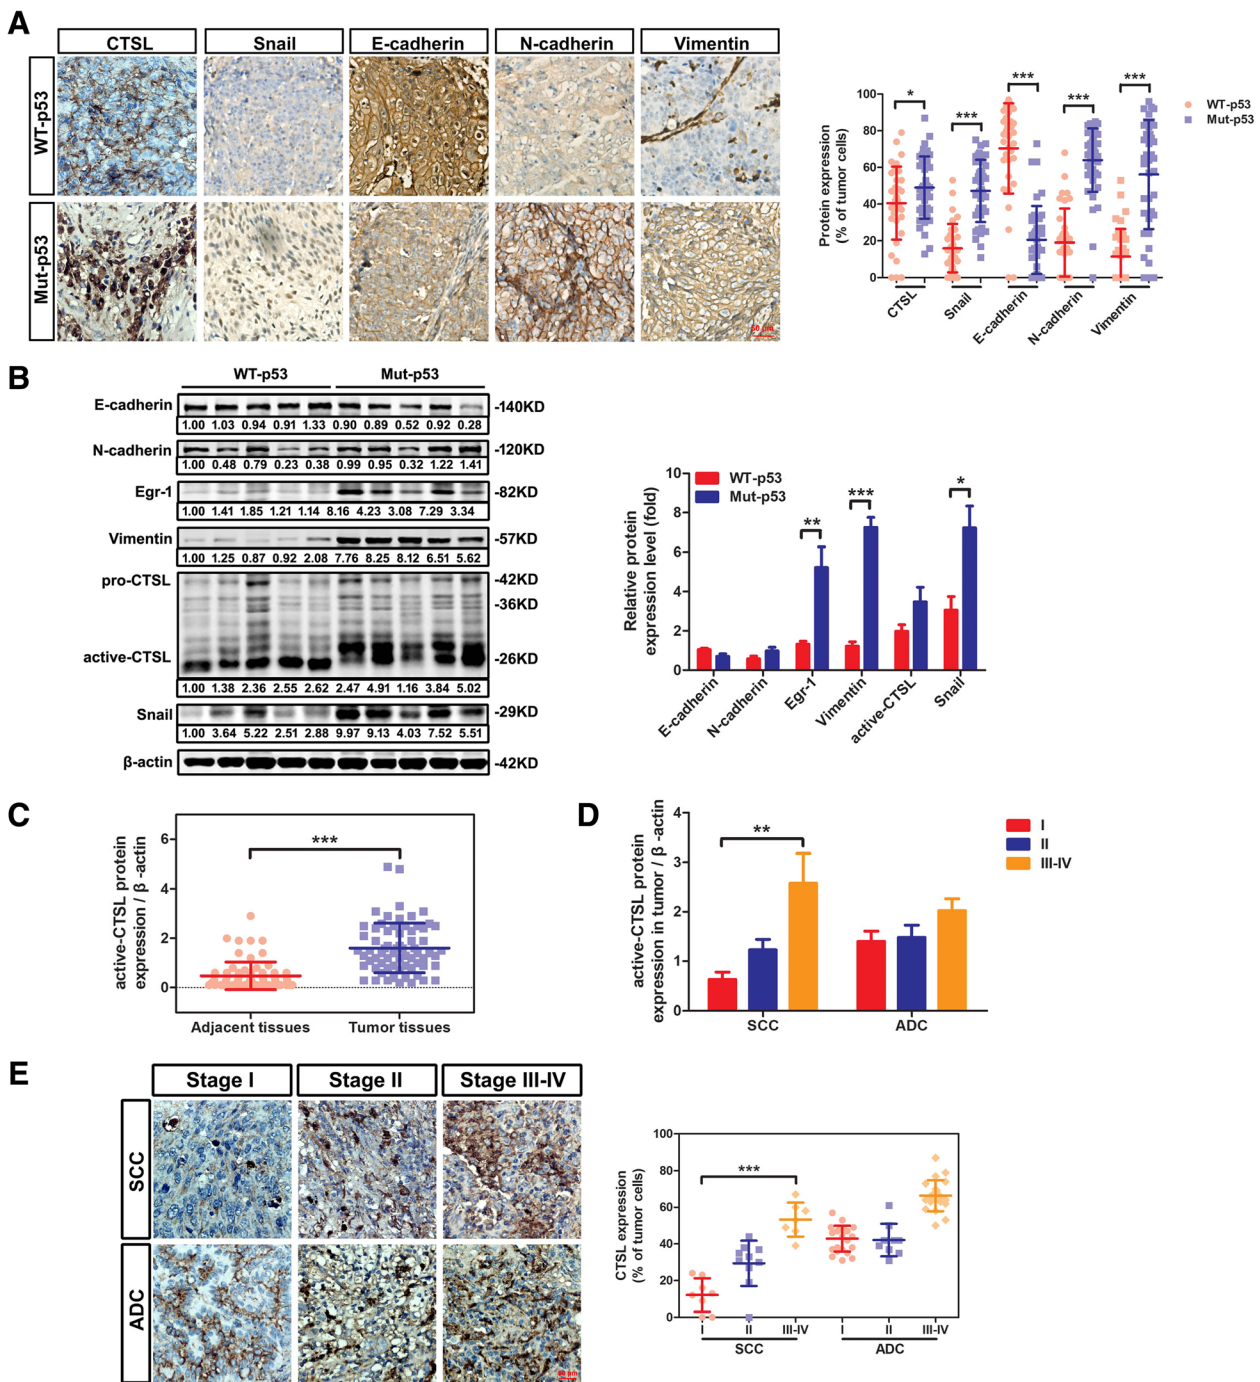 A
CTSL Snail E-cadherin N-cadherin Vimentin
WT-p53
Mut-p53
50 μm
Protein expression
(% of tumor cells)
100
80
60
40
20
0
* *** *** *** ***
WT-p53
Mut-p53
CTSL Snail E-cadherin N-cadherin Vimentin
B
WT-p53 Mut-p53
E-cadherin -140KD
1.00 1.03 0.94 0.91 1.33 0.90 0.89 0.52 0.92 0.28
N-cadherin -120KD
1.00 0.48 0.79 0.23 0.38 0.99 0.95 0.32 1.22 1.41
Egr-1 -82KD
1.00 1.41 1.85 1.21 1.14 8.16 4.23 3.08 7.29 3.34
Vimentin -57KD
1.00 1.25 0.87 0.92 2.08 7.76 8.25 8.12 6.51 5.62
pro-CTSL -42KD
-36KD
active-CTSL -26KD
1.00 1.38 2.36 2.55 2.62 2.47 4.91 1.16 3.84 5.02
Snail -29KD
1.00 3.64 5.22 2.51 2.88 9.97 9.13 4.03 7.52 5.51
β-actin -42KD
Relative protein
expression level (fold)
10
8
6
4
2
0
WT-p53
Mut-p53
** *** *
E-cadherin N-cadherin Egr-1 Vimentin active-CTSL Snail
C
active-CTSL protein
expression / β -actin
6
4
2
0
***
Adjacent tissues Tumor tissues
D
active-CTSL protein
expression in tumor / β -actin
4
3
2
1
0
**
SCC ADC
I
II
III-IV
E
Stage I Stage II Stage III-IV
SCC
ADC
CTSL expression
(% of tumor cells)
100
80
60
40
20
0
***
I II III-IV I II III-IV
SCC ADC